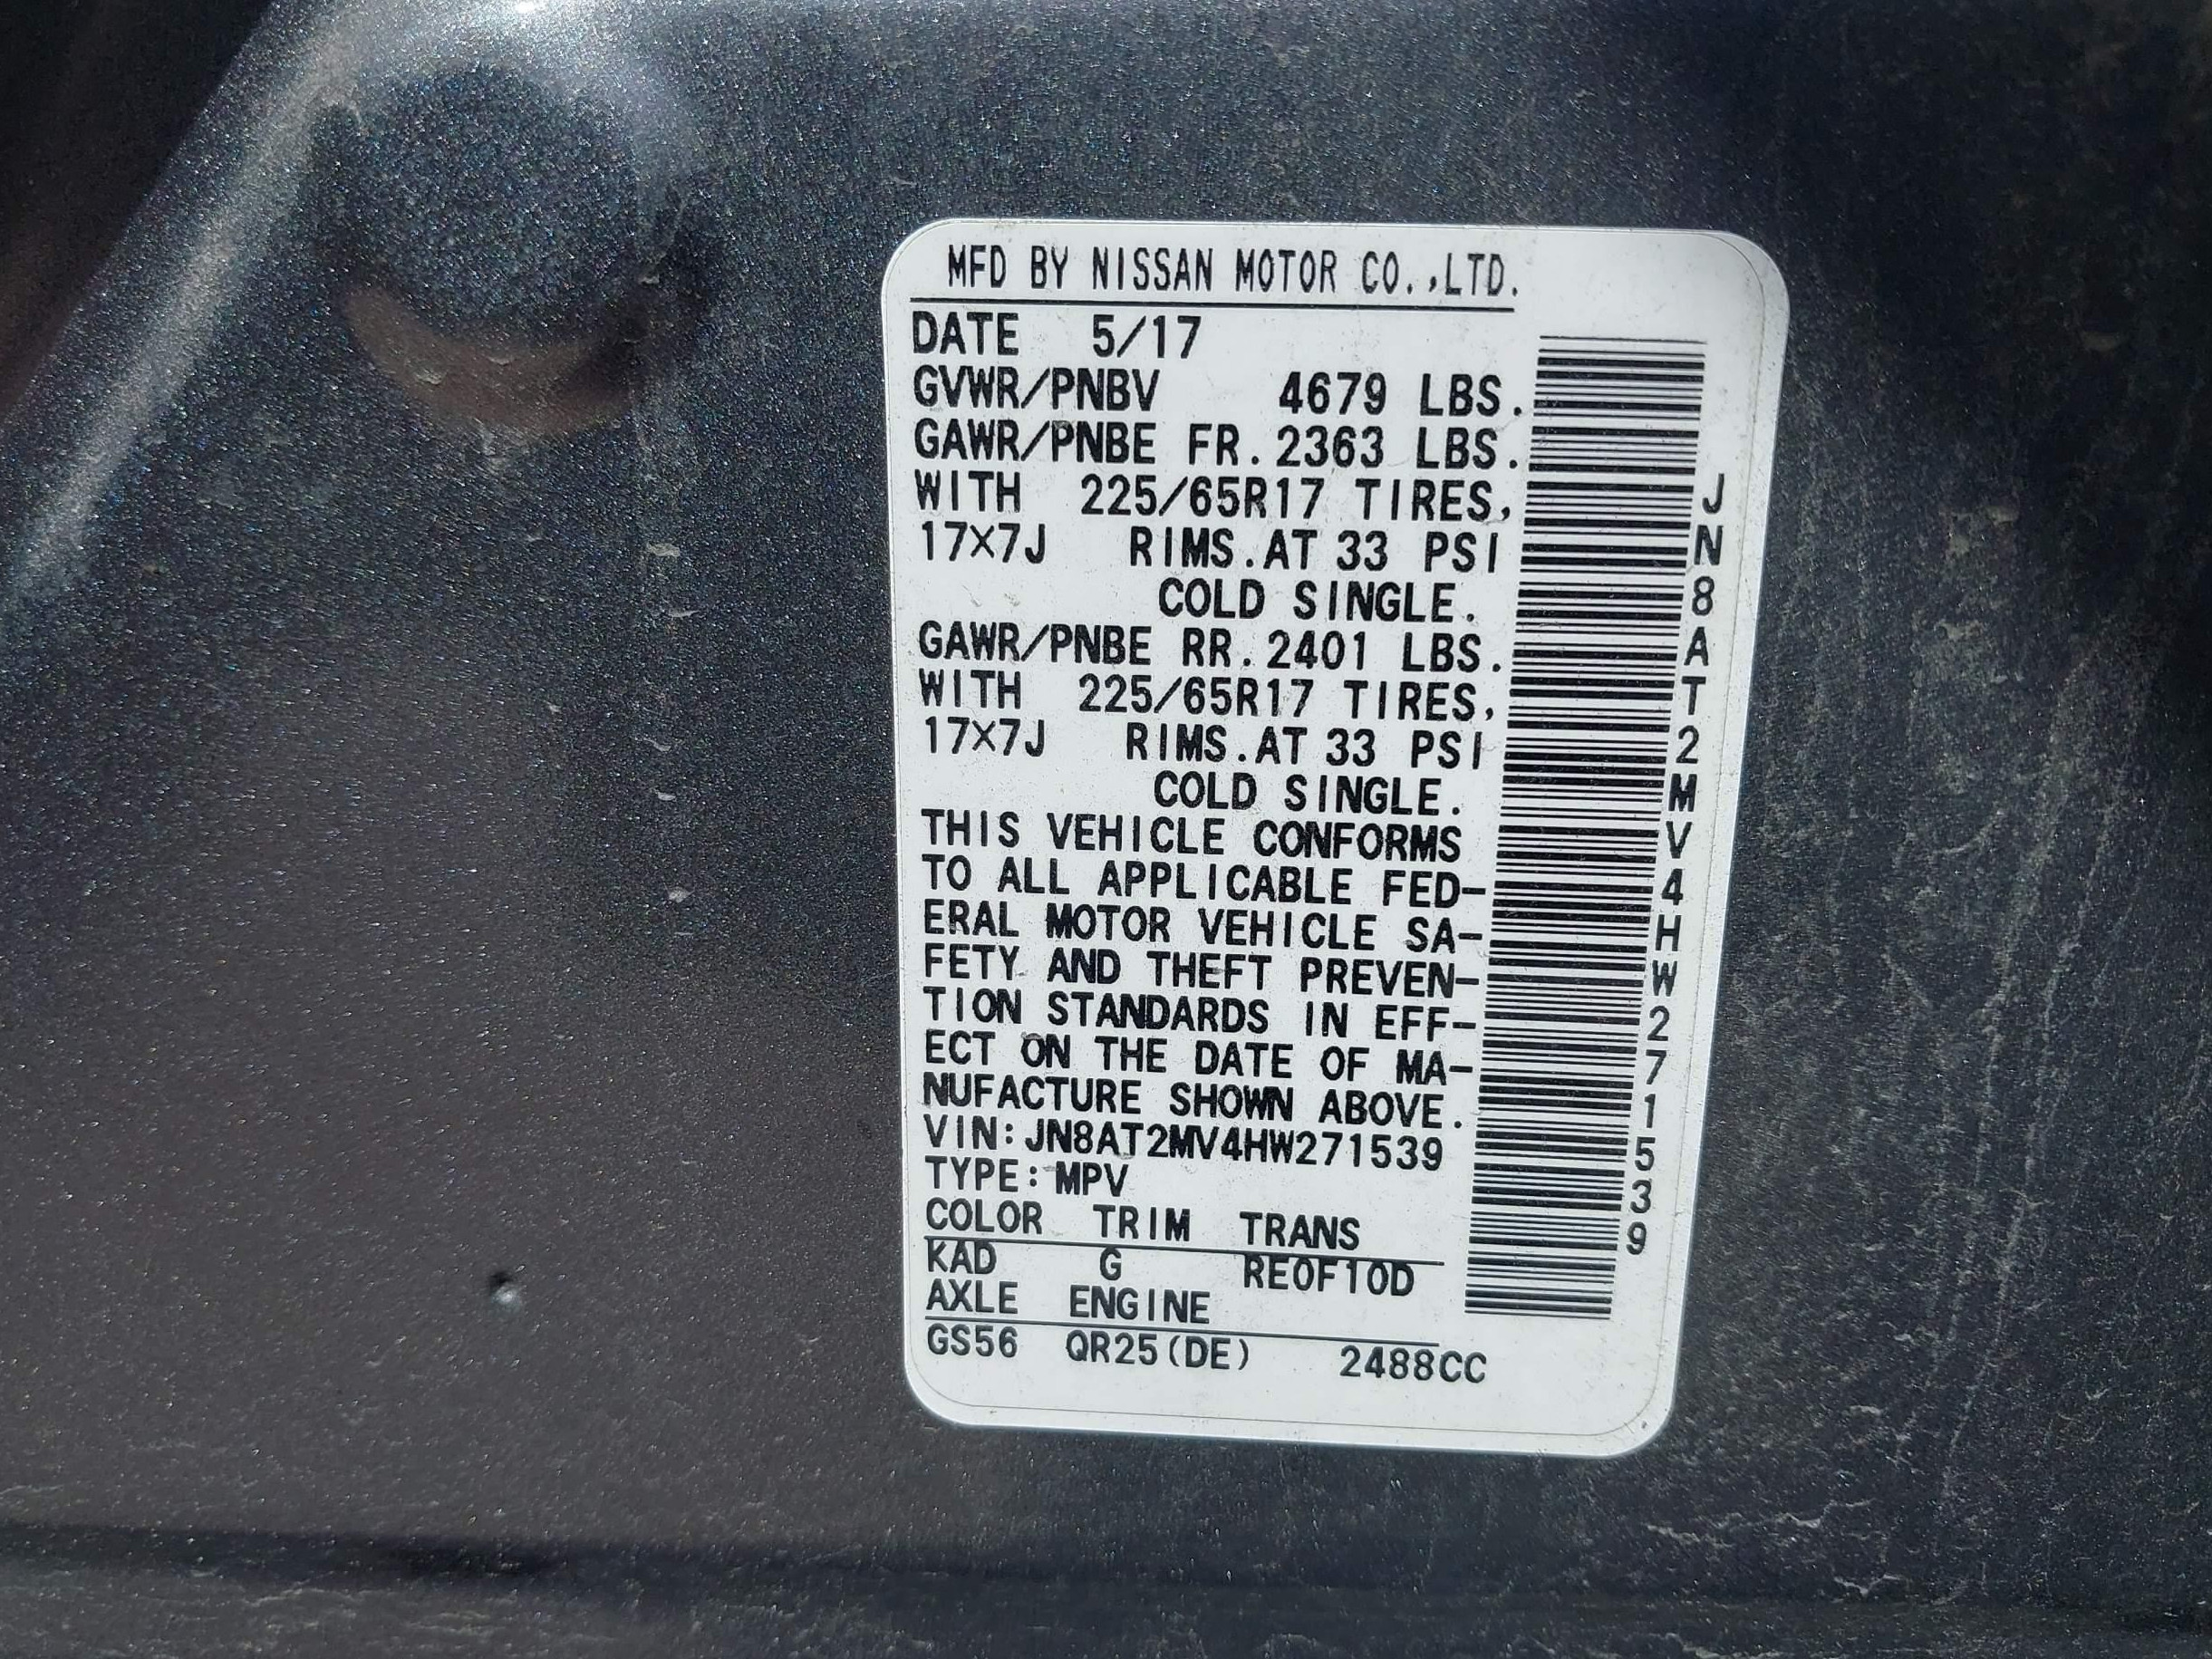 MFD BY NISSAN MOTOR CO.,LTD.
DATE 5/17
GVWR/PNBV 4679 LBS.
GAWR/PNBE FR.2363 LBS.
WITH 225/65R17 TIRES,
17×7J RIMS.AT 33 PSI
COLD SINGLE.
GAWR/PNBE RR.2401 LBS.
WITH 225/65R17 TIRES,
17×7J RIMS.AT 33 PSI
COLD SINGLE.
THIS VEHICLE CONFORMS
TO ALL APPLICABLE FED-
ERAL MOTOR VEHICLE SA-
FETY AND THEFT PREVEN-
TION STANDARDS IN EFF-
ECT ON THE DATE OF MA-
NUFACTURE SHOWN ABOVE.
VIN:JN8AT2MV4HW271539
TYPE:MPV
COLOR TRIM TRANS
KAD G RE0F10D
AXLE ENGINE
GS56 QR25(DE) 2488CC
JN8AT2MV4HW271539